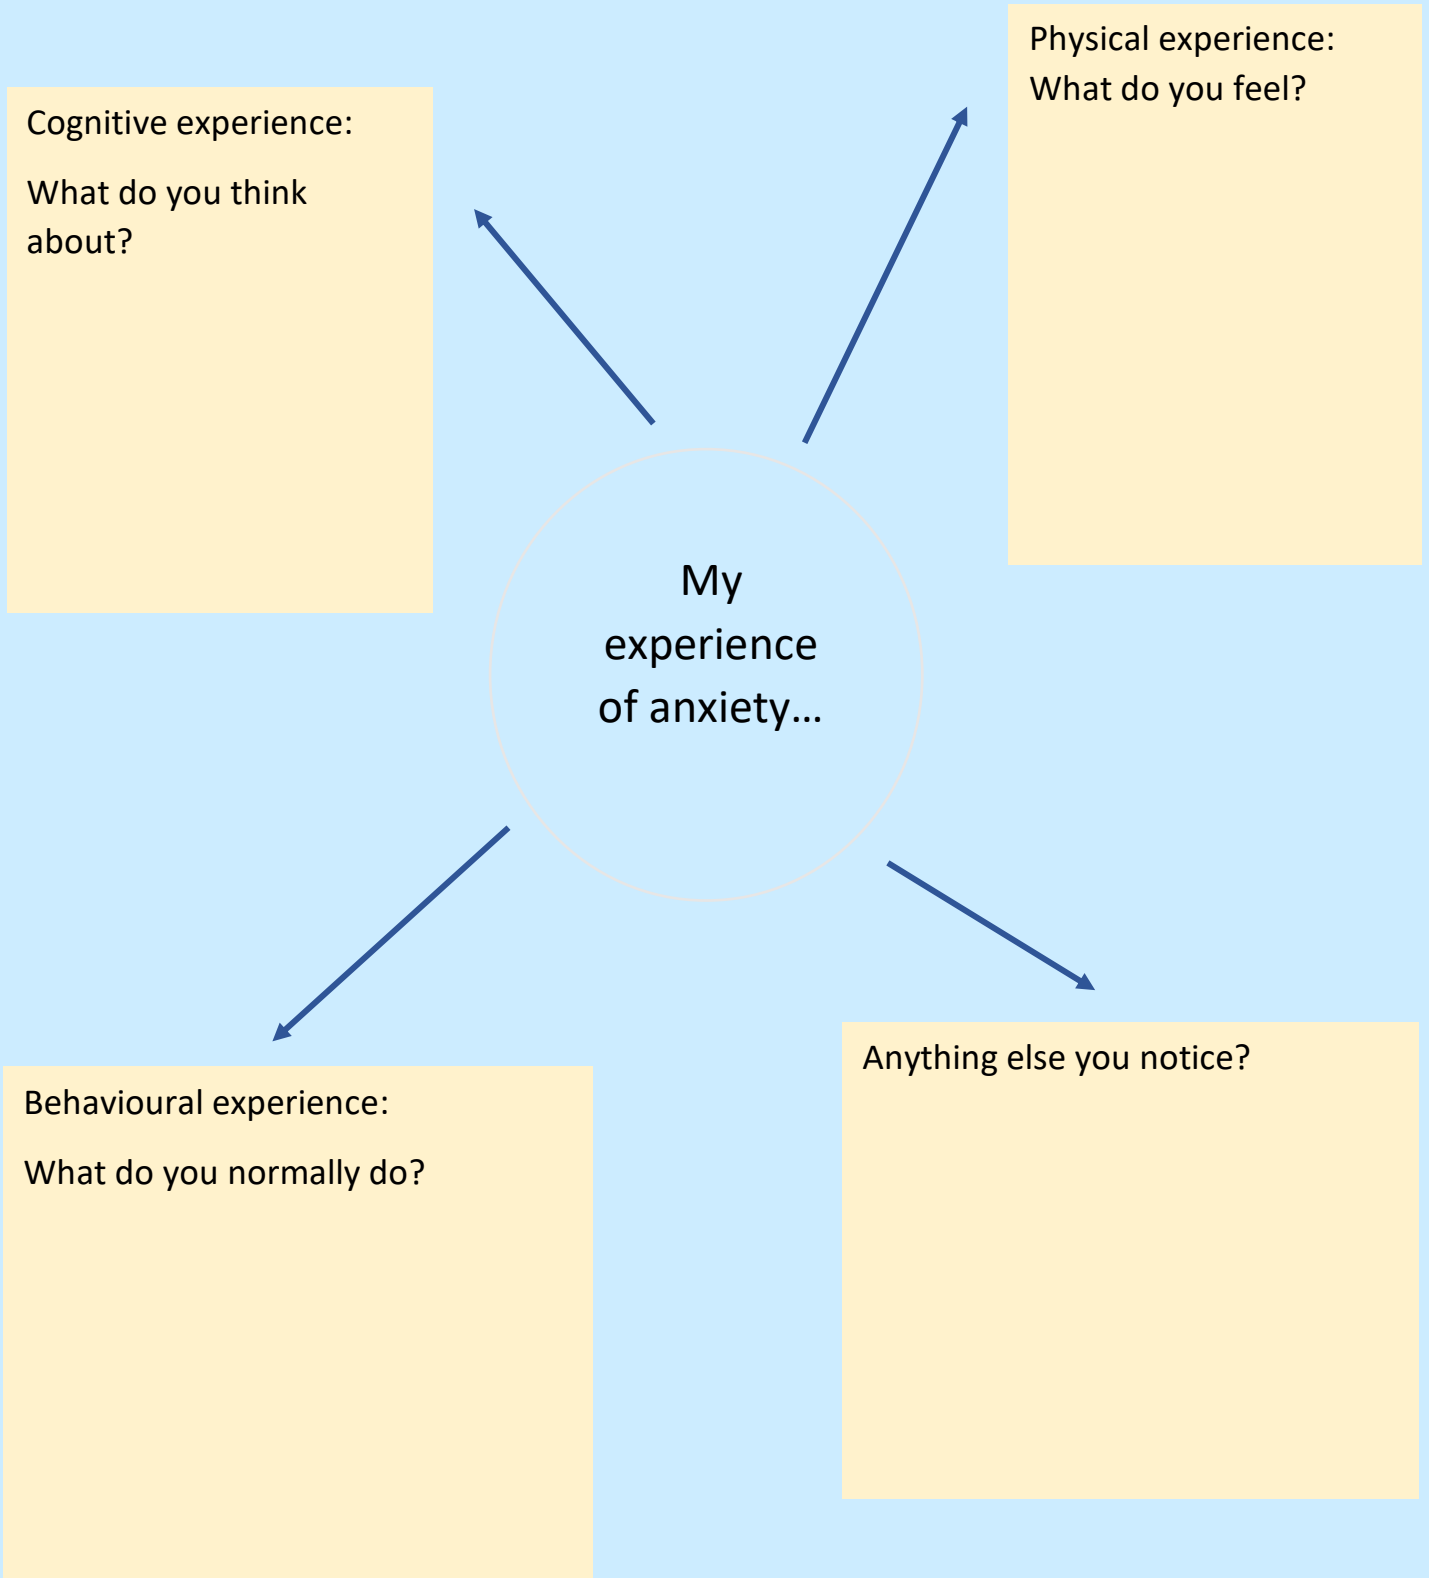 Physical experience:
What do you feel?
Cognitive experience:
What do you think
about?
My
experience
of anxiety...
Anything else you notice?
Behavioural experience:
What do you normally do?